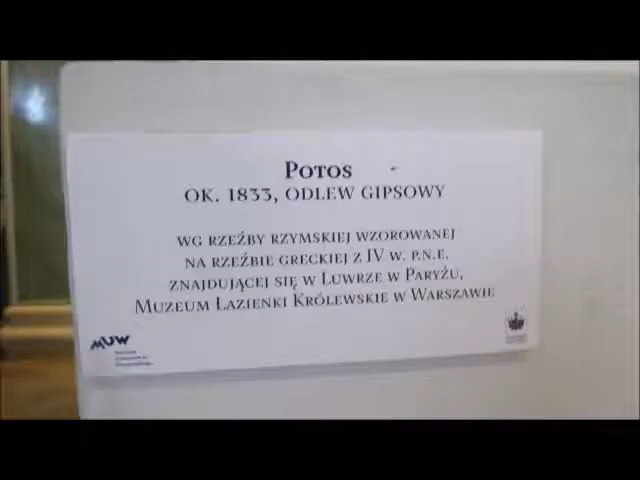 Potos
OK. 1833, ODLEW GIPSOWY
WG RZEŹBY RZYMSKIEJ WZOROWANEJ
NA RZEŹBIE GRECKIEJ Z IV W. P.N.E.
ZNAJDUJĄCEJ SIĘ W LUWRZE W PARYŻU,
MUZEUM ŁAZIENKI KRÓLEWSKIE W WARSZAWIE
MUW